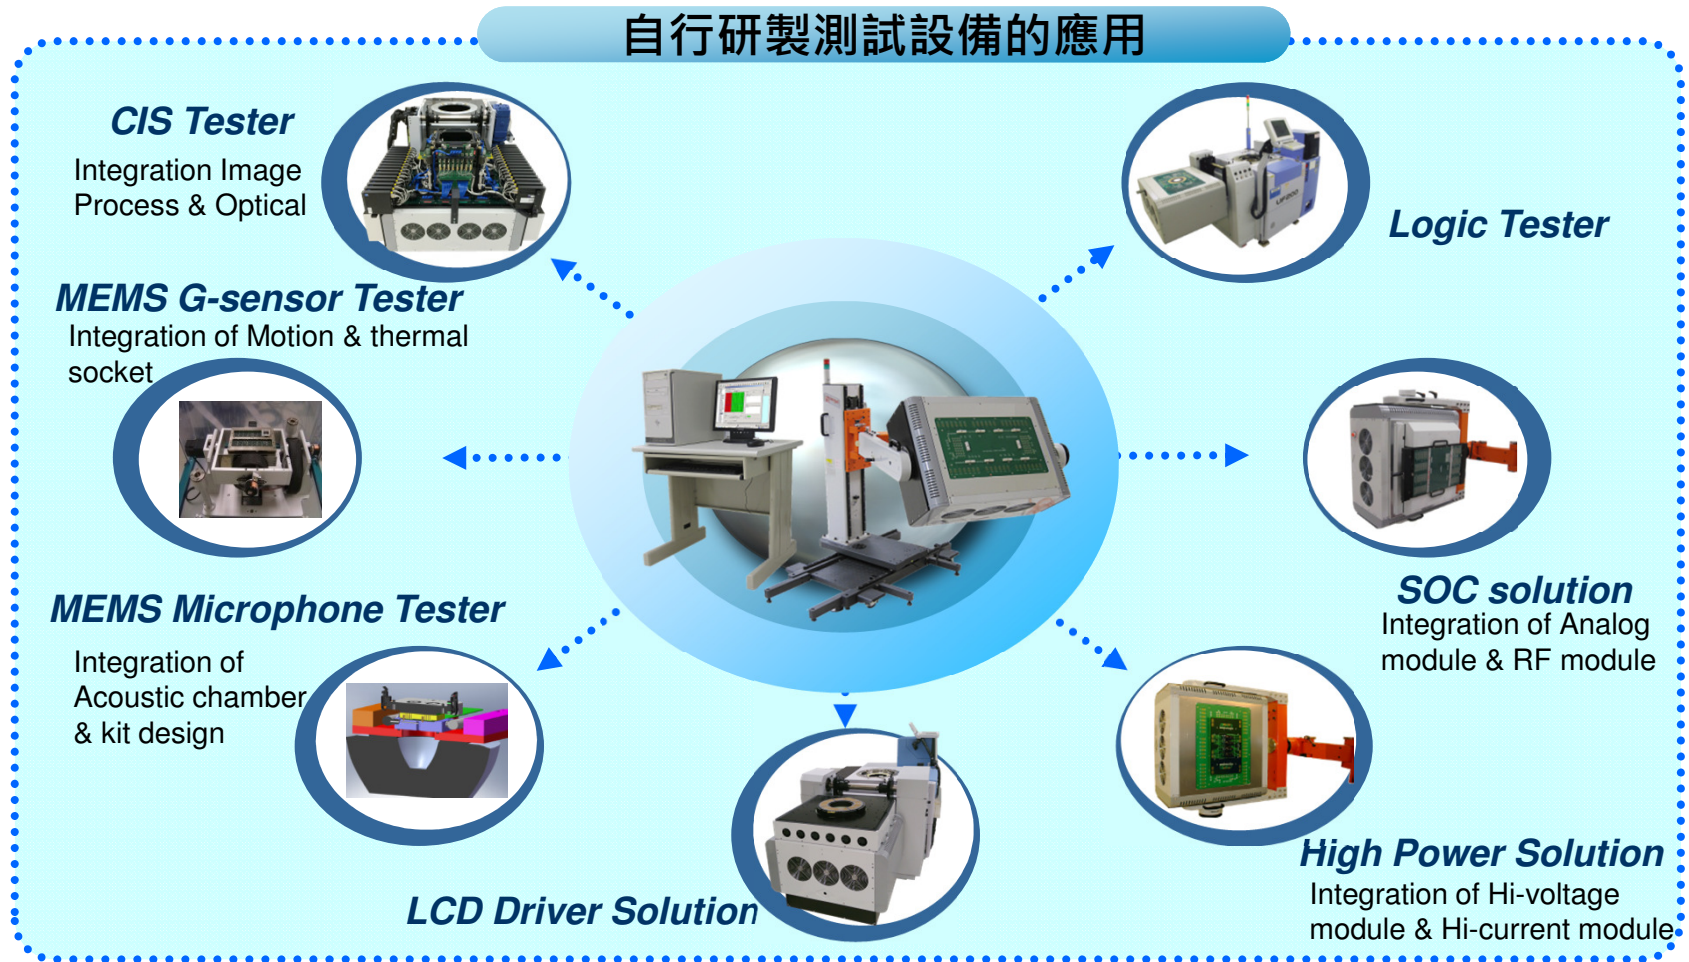 自行研製測試設備的應用
CIS Tester
Integration Image
Process & Optical
Logic Tester
MEMS G-sensor Tester
Integration of Motion & thermal
socket
SOC solution
Integration of Analog
module & RF module
MEMS Microphone Tester
Integration of
Acoustic chamber
& kit design
High Power Solution
Integration of Hi-voltage
module & Hi-current module
LCD Driver Solution